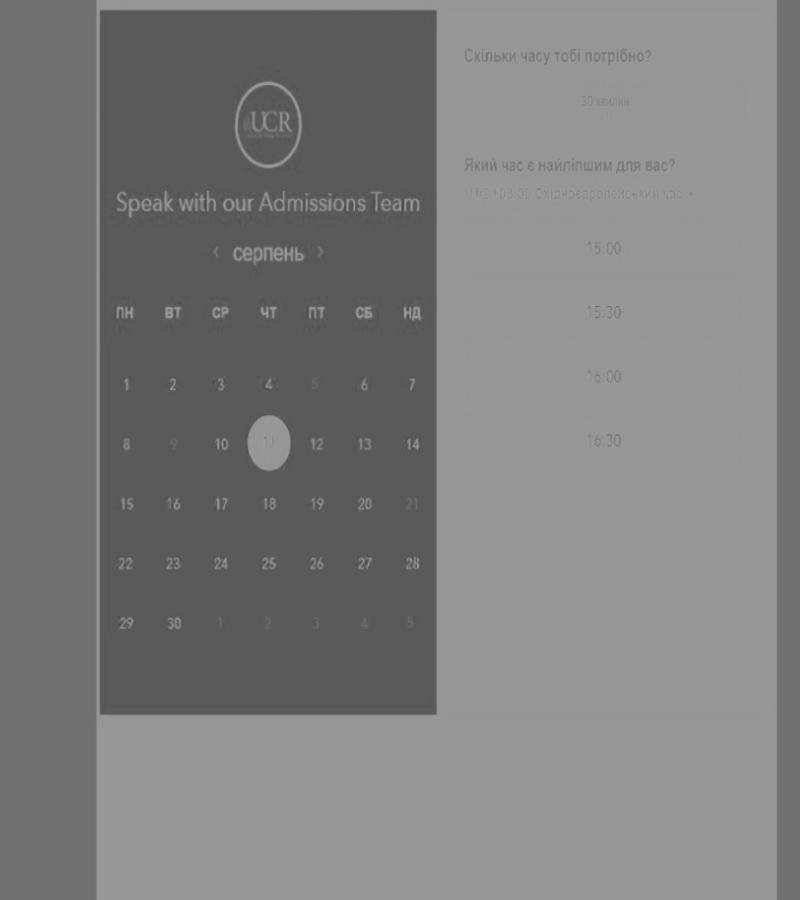 UCR
Speak with our Admissions Team
‹ серпень ›
ПН ВТ СР ЧТ ПТ СБ НД
1 2 3 4 5 6 7
8 9 10 11 12 13 14
15 16 17 18 19 20 21
22 23 24 25 26 27 28
29 30 1 2 3 4 5
Скільки часу тобі потрібно?
30 хвилин
Який час є найліпшим для вас?
UTC +03:00 Східноєвропейський час
15:00
15:30
16:00
16:30